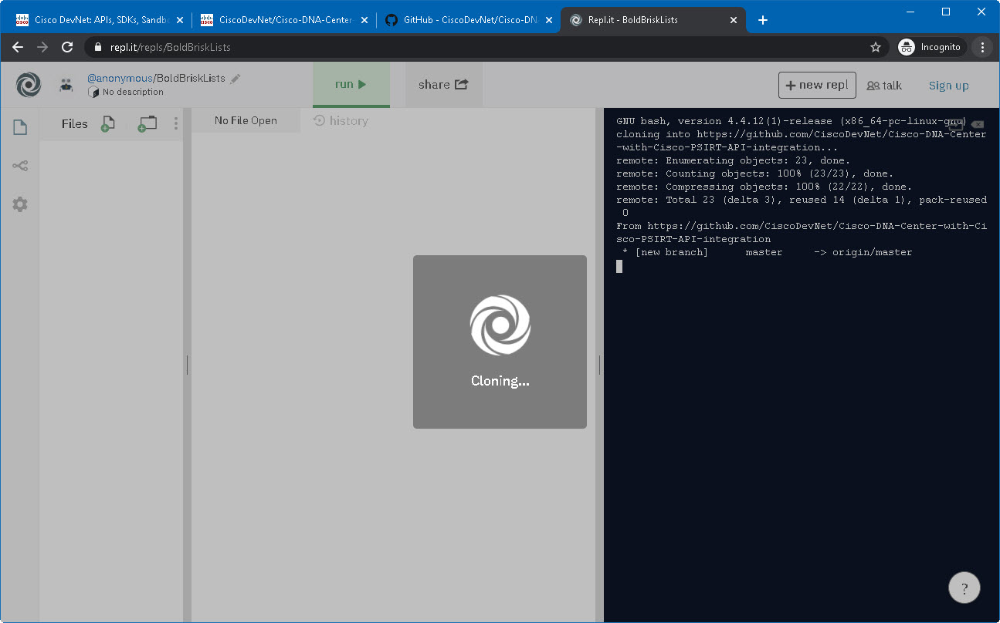 Cisco DevNet: APIs, SDKs, Sandb
CiscoDevNet/Cisco-DNA-Center
GitHub - CiscoDevNet/Cisco-DN
Repl.it - BoldBriskLists
repl.it/repls/BoldBriskLists
Incognito
@anonymous/BoldBriskLists
No description
run
share
+ new repl
talk
Sign up
Files
No File Open
history
GNU bash, version 4.4.12(1)-release (x86_64-pc-linux-gnu)
cloning into https://github.com/CiscoDevNet/Cisco-DNA-Center
-with-Cisco-PSIRT-API-integration...
remote: Enumerating objects: 23, done.
remote: Counting objects: 100% (23/23), done.
remote: Compressing objects: 100% (22/22), done.
remote: Total 23 (delta 3), reused 14 (delta 1), pack-reused
0
From https://github.com/CiscoDevNet/Cisco-DNA-Center-with-Ci
sco-PSIRT-API-integration
* [new branch] master -> origin/master
Cloning...
?